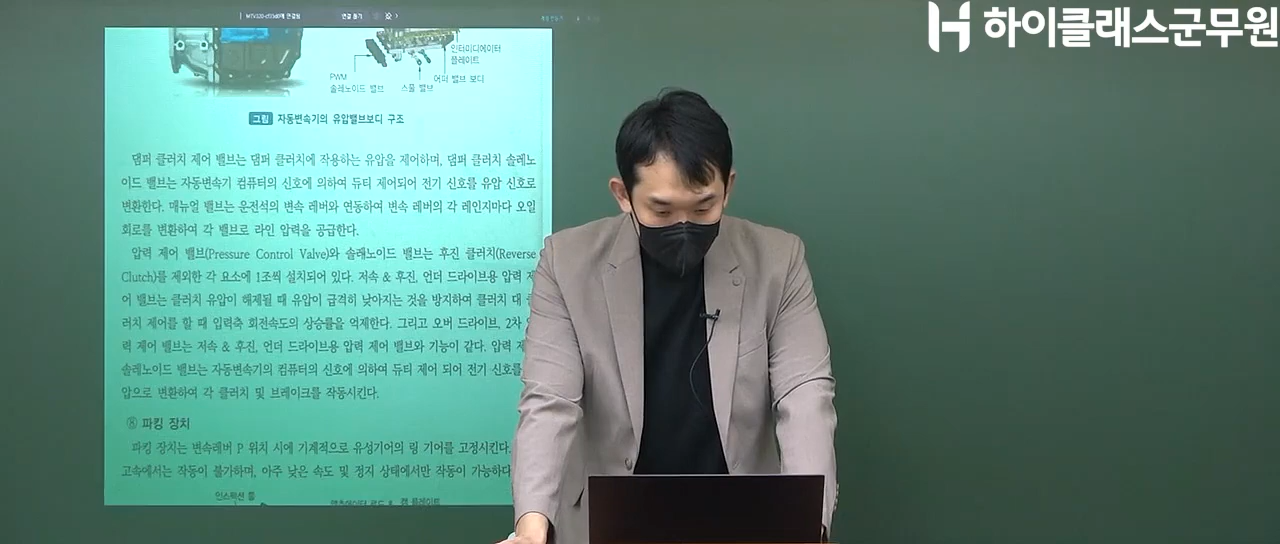 하이클래스군무원
연결 끊기
인터미디에이터
플레이트
PWM
솔레노이드 밸브
스풀 밸브
어퍼 밸브 보디
그림 자동변속기의 유압밸브보디 구조
댐퍼 클러치 제어 밸브는 댐퍼 클러치에 작용하는 유압을 제어하며, 댐퍼 클러치 솔레노
이드 밸브는 자동변속기 컴퓨터의 신호에 의하여 듀티 제어되어 전기 신호를 유압 신호로
변환한다. 매뉴얼 밸브는 운전석의 변속 레버와 연동하여 변속 레버의 각 레인지마다 오일
회로를 변환하여 각 밸브로 라인 압력을 공급한다.
압력 제어 밸브(Pressure Control Valve)와 솔래노이드 밸브는 후진 클러치(Reverse
Clutch)를 제외한 각 요소에 1조씩 설치되어 있다. 저속 & 후진, 언더 드라이브용 압력
어 밸브는 클러치 유압이 해제될 때 유압이 급격히 낮아지는 것을 방지하여 클러치 대
러치 제어를 할 때 입력축 회전속도의 상승률을 억제한다. 그리고 오버 드라이브, 2차
력 제어 밸브는 저속 & 후진, 언더 드라이브용 압력 제어 밸브와 기능이 같다. 압력
솔레노이드 밸브는 자동변속기의 컴퓨터의 신호에 의하여 듀티 제어 되어 전기 신호를
압으로 변환하여 각 클러치 및 브레이크를 작동시킨다.
⑧ 파킹 장치
파킹 장치는 변속레버 P 위치 시에 기계적으로 유성기어의 링 기어를 고정시킨다.
고속에서는 작동이 불가하며, 아주 낮은 속도 및 정지 상태에서만 작동이 가능하다
인스펙션 홀
캠 플레이트